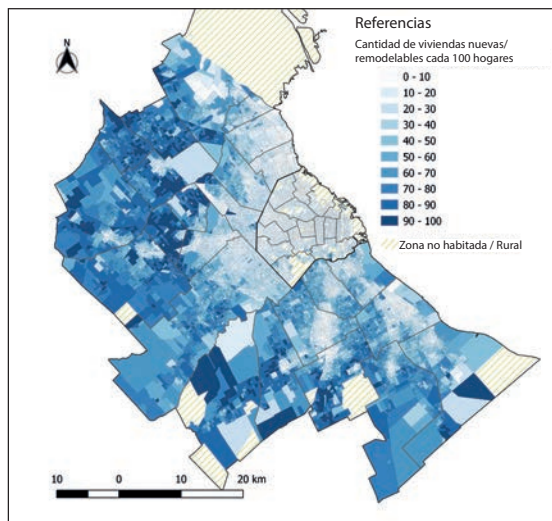 Referencias
Cantidad de viviendas nuevas/
remodelables cada 100 hogares
N
0 - 10
10 - 20
20 - 30
30 - 40
40 - 50
50 - 60
60 - 70
70 - 80
80 - 90
90 - 100
Zona no habitada / Rural
10 0 10 20 km